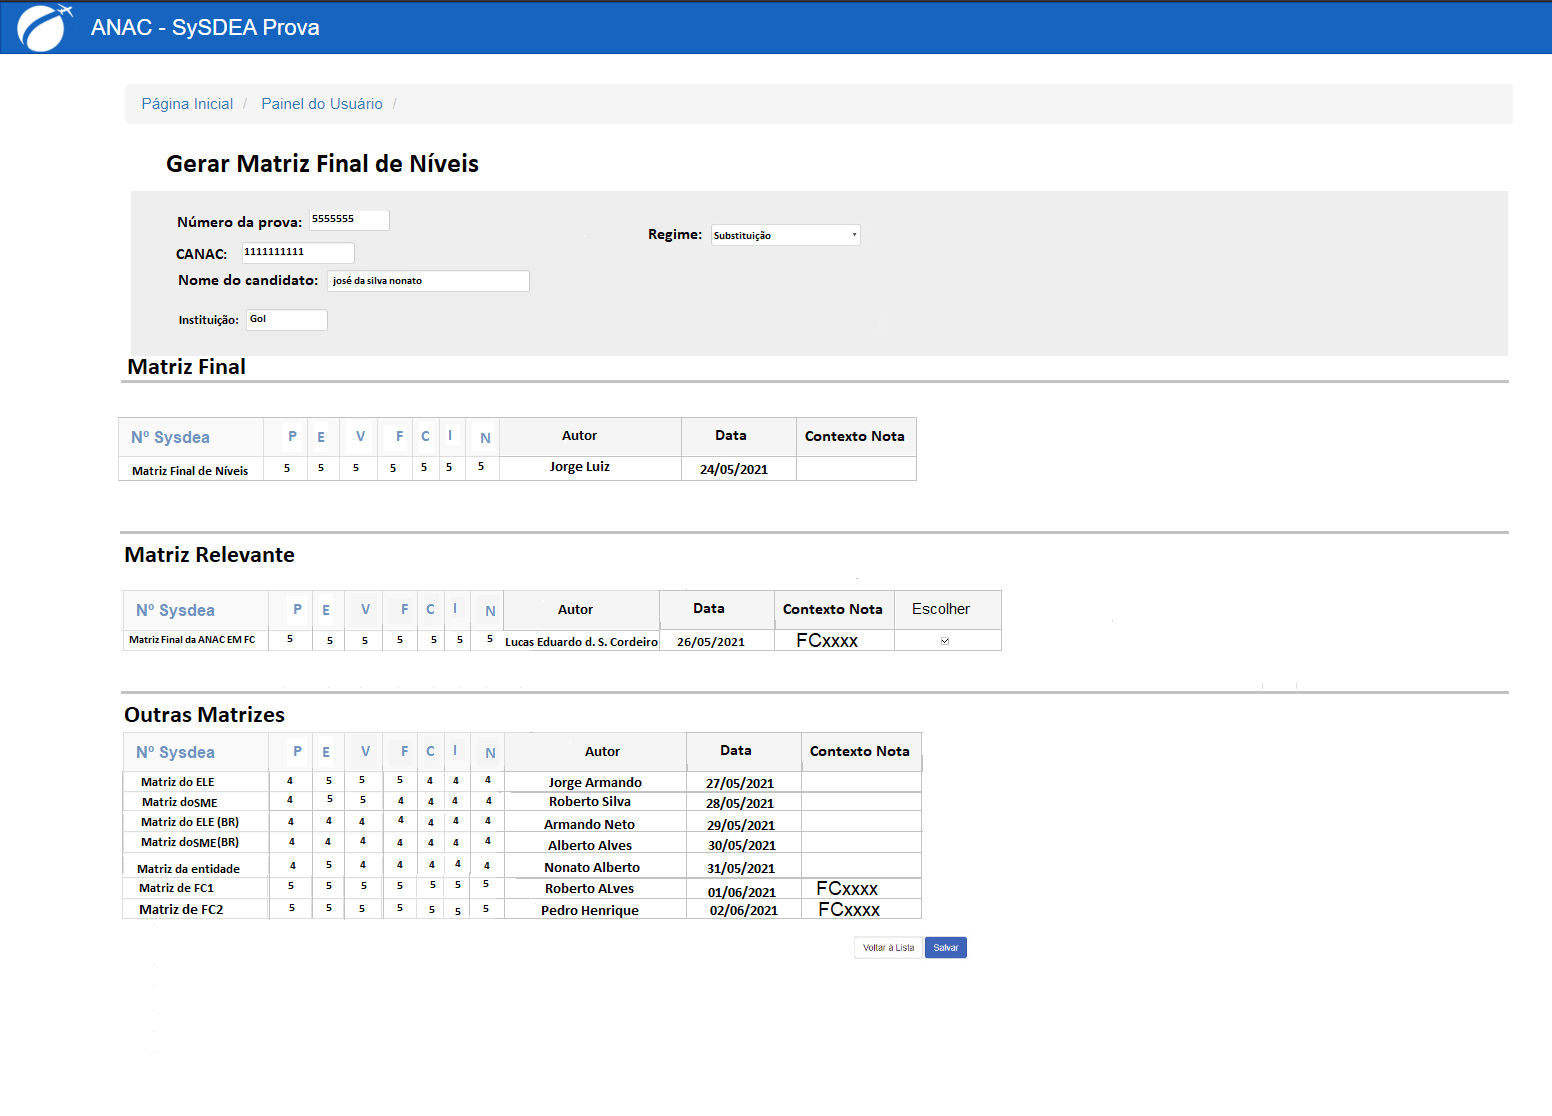 ANAC - SySDEA Prova
Página Inicial / Painel do Usuário /
Gerar Matriz Final de Níveis
Número da prova: 5555555
Regime: Substituição
CANAC: 1111111111
Nome do candidato: josé da silva nonato
Instituição: Gol
Matriz Final
Nº Sysdea P E V F C I N Autor Data Contexto Nota
Matriz Final de Níveis 5 5 5 5 5 5 5 Jorge Luiz 24/05/2021
Matriz Relevante
Nº Sysdea P E V F C I N Autor Data Contexto Nota Escolher
Matriz Final da ANAC EM FC 5 5 5 5 5 5 5 Lucas Eduardo d. S. Cordeiro 26/05/2021 FCxxxx
Outras Matrizes
Nº Sysdea P E V F C I N Autor Data Contexto Nota
Matriz do ELE 4 5 5 5 4 4 4 Jorge Armando 27/05/2021
Matriz doSME 4 5 5 4 4 4 4 Roberto Silva 28/05/2021
Matriz do ELE (BR) 4 4 4 4 4 4 4 Armando Neto 29/05/2021
Matriz doSME(BR) 4 4 4 4 4 4 4 Alberto Alves 30/05/2021
Matriz da entidade 4 5 4 4 4 4 4 Nonato Alberto 31/05/2021
Matriz de FC1 5 5 5 5 5 5 5 Roberto ALves 01/06/2021 FCxxxx
Matriz de FC2 5 5 5 5 5 5 5 Pedro Henrique 02/06/2021 FCxxxx
Voltar à Lista Salvar